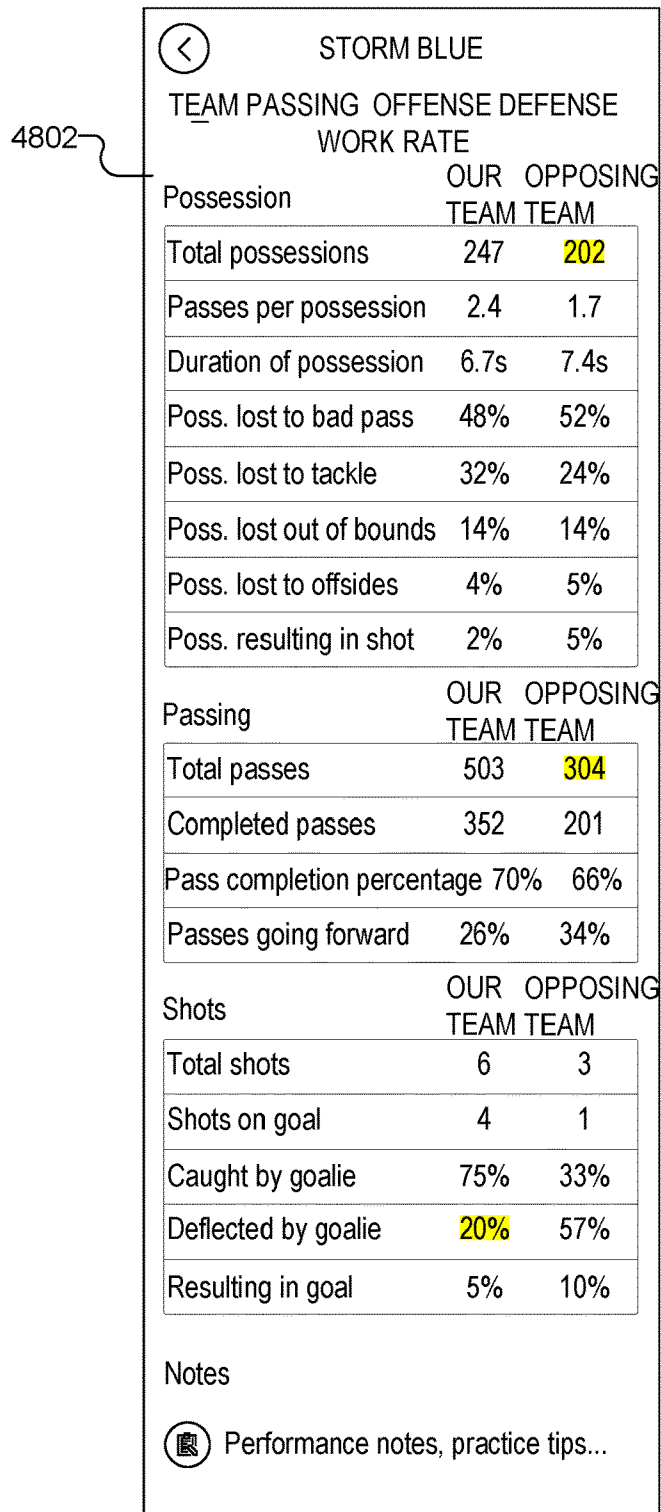 STORM BLUE
TEAM PASSING OFFENSE DEFENSE
WORK RATE
4802
Possession OUR TEAM OPPOSING TEAM
Total possessions 247 202
Passes per possession 2.4 1.7
Duration of possession 6.7s 7.4s
Poss. lost to bad pass 48% 52%
Poss. lost to tackle 32% 24%
Poss. lost out of bounds 14% 14%
Poss. lost to offsides 4% 5%
Poss. resulting in shot 2% 5%
Passing OUR TEAM OPPOSING TEAM
Total passes 503 304
Completed passes 352 201
Pass completion percentage 70% 66%
Passes going forward 26% 34%
Shots OUR TEAM OPPOSING TEAM
Total shots 6 3
Shots on goal 4 1
Caught by goalie 75% 33%
Deflected by goalie 20% 57%
Resulting in goal 5% 10%
Notes
Performance notes, practice tips...